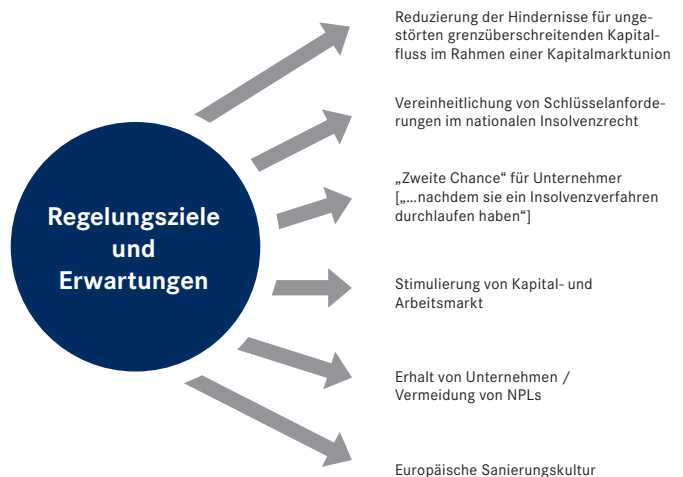 Regelungsziele
und
Erwartungen
Reduzierung der Hindernisse für unge-
störten grenzüberschreitenden Kapital-
fluss im Rahmen einer Kapitalmarktunion
Vereinheitlichung von Schlüsselanforde-
rungen im nationalen Insolvenzrecht
„Zweite Chance“ für Unternehmer
[„...nachdem sie ein Insolvenzverfahren
durchlaufen haben“]
Stimulierung von Kapital- und
Arbeitsmarkt
Erhalt von Unternehmen /
Vermeidung von NPLs
Europäische Sanierungskultur